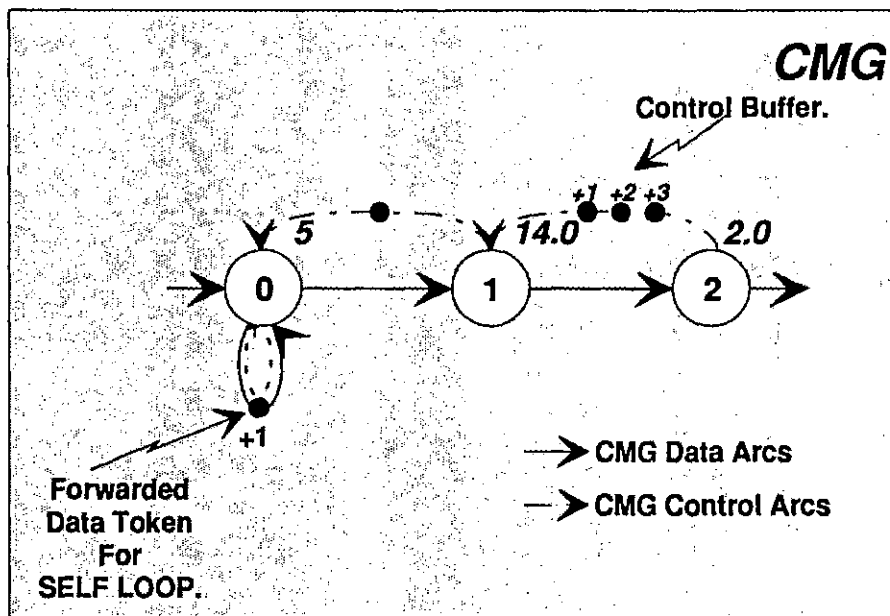 CMG
Control Buffer.
+1 +2 +3
5
14.0
2.0
0
1
2
+1
Forwarded
Data Token
For
SELF LOOP.
CMG Data Arcs
CMG Control Arcs